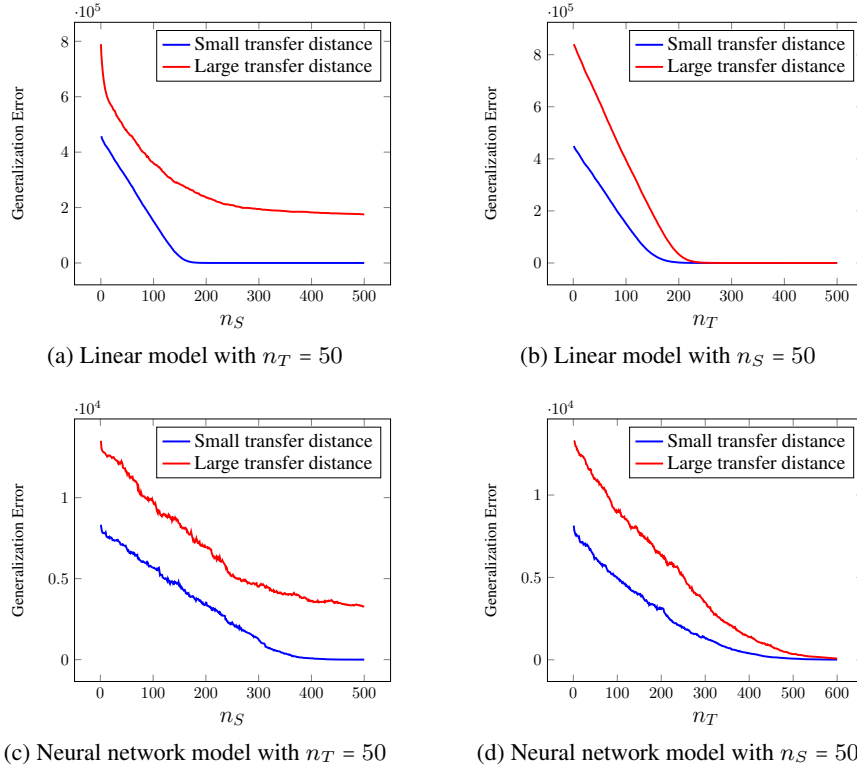 ·10⁵
Small transfer distance
Large transfer distance
8
6
4
2
0
Generalization Error
0 100 200 300 400 500
n_S
(a) Linear model with n_T = 50
·10⁵
Small transfer distance
Large transfer distance
8
6
4
2
0
Generalization Error
0 100 200 300 400 500
n_T
(b) Linear model with n_S = 50
·10⁴
Small transfer distance
Large transfer distance
1
0.5
0
Generalization Error
0 100 200 300 400 500
n_S
(c) Neural network model with n_T = 50
·10⁴
Small transfer distance
Large transfer distance
1
0.5
0
Generalization Error
0 100 200 300 400 500 600
n_T
(d) Neural network model with n_S = 50